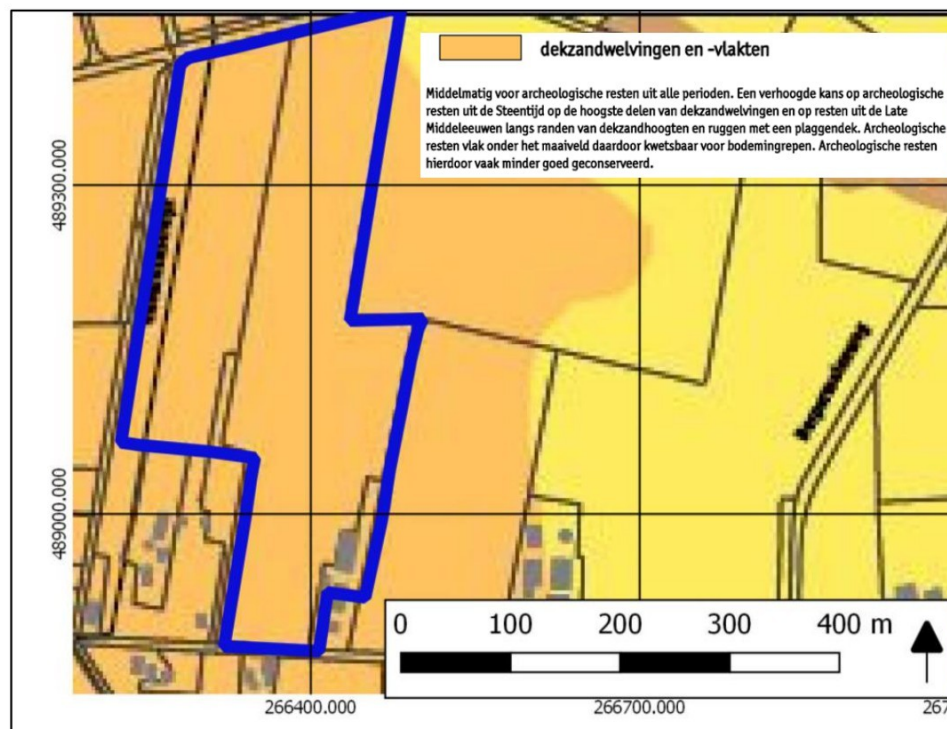 dekzandwelvingen en -vlakten
Middelmatig voor archeologische resten uit alle perioden. Een verhoogde kans op archeologische
resten uit de Steentijd op de hoogste delen van dekzandwelvingen en op resten uit de Late
Middeleeuwen langs randen van dekzandhoogten en ruggen met een plaggendek. Archeologische
resten vlak onder het maaiveld daardoor kwetsbaar voor bodemingrepen. Archeologische resten
hierdoor vaak minder goed geconserveerd.
489300.000
489000.000
0 100 200 300 400 m
266400.000 266700.000 267